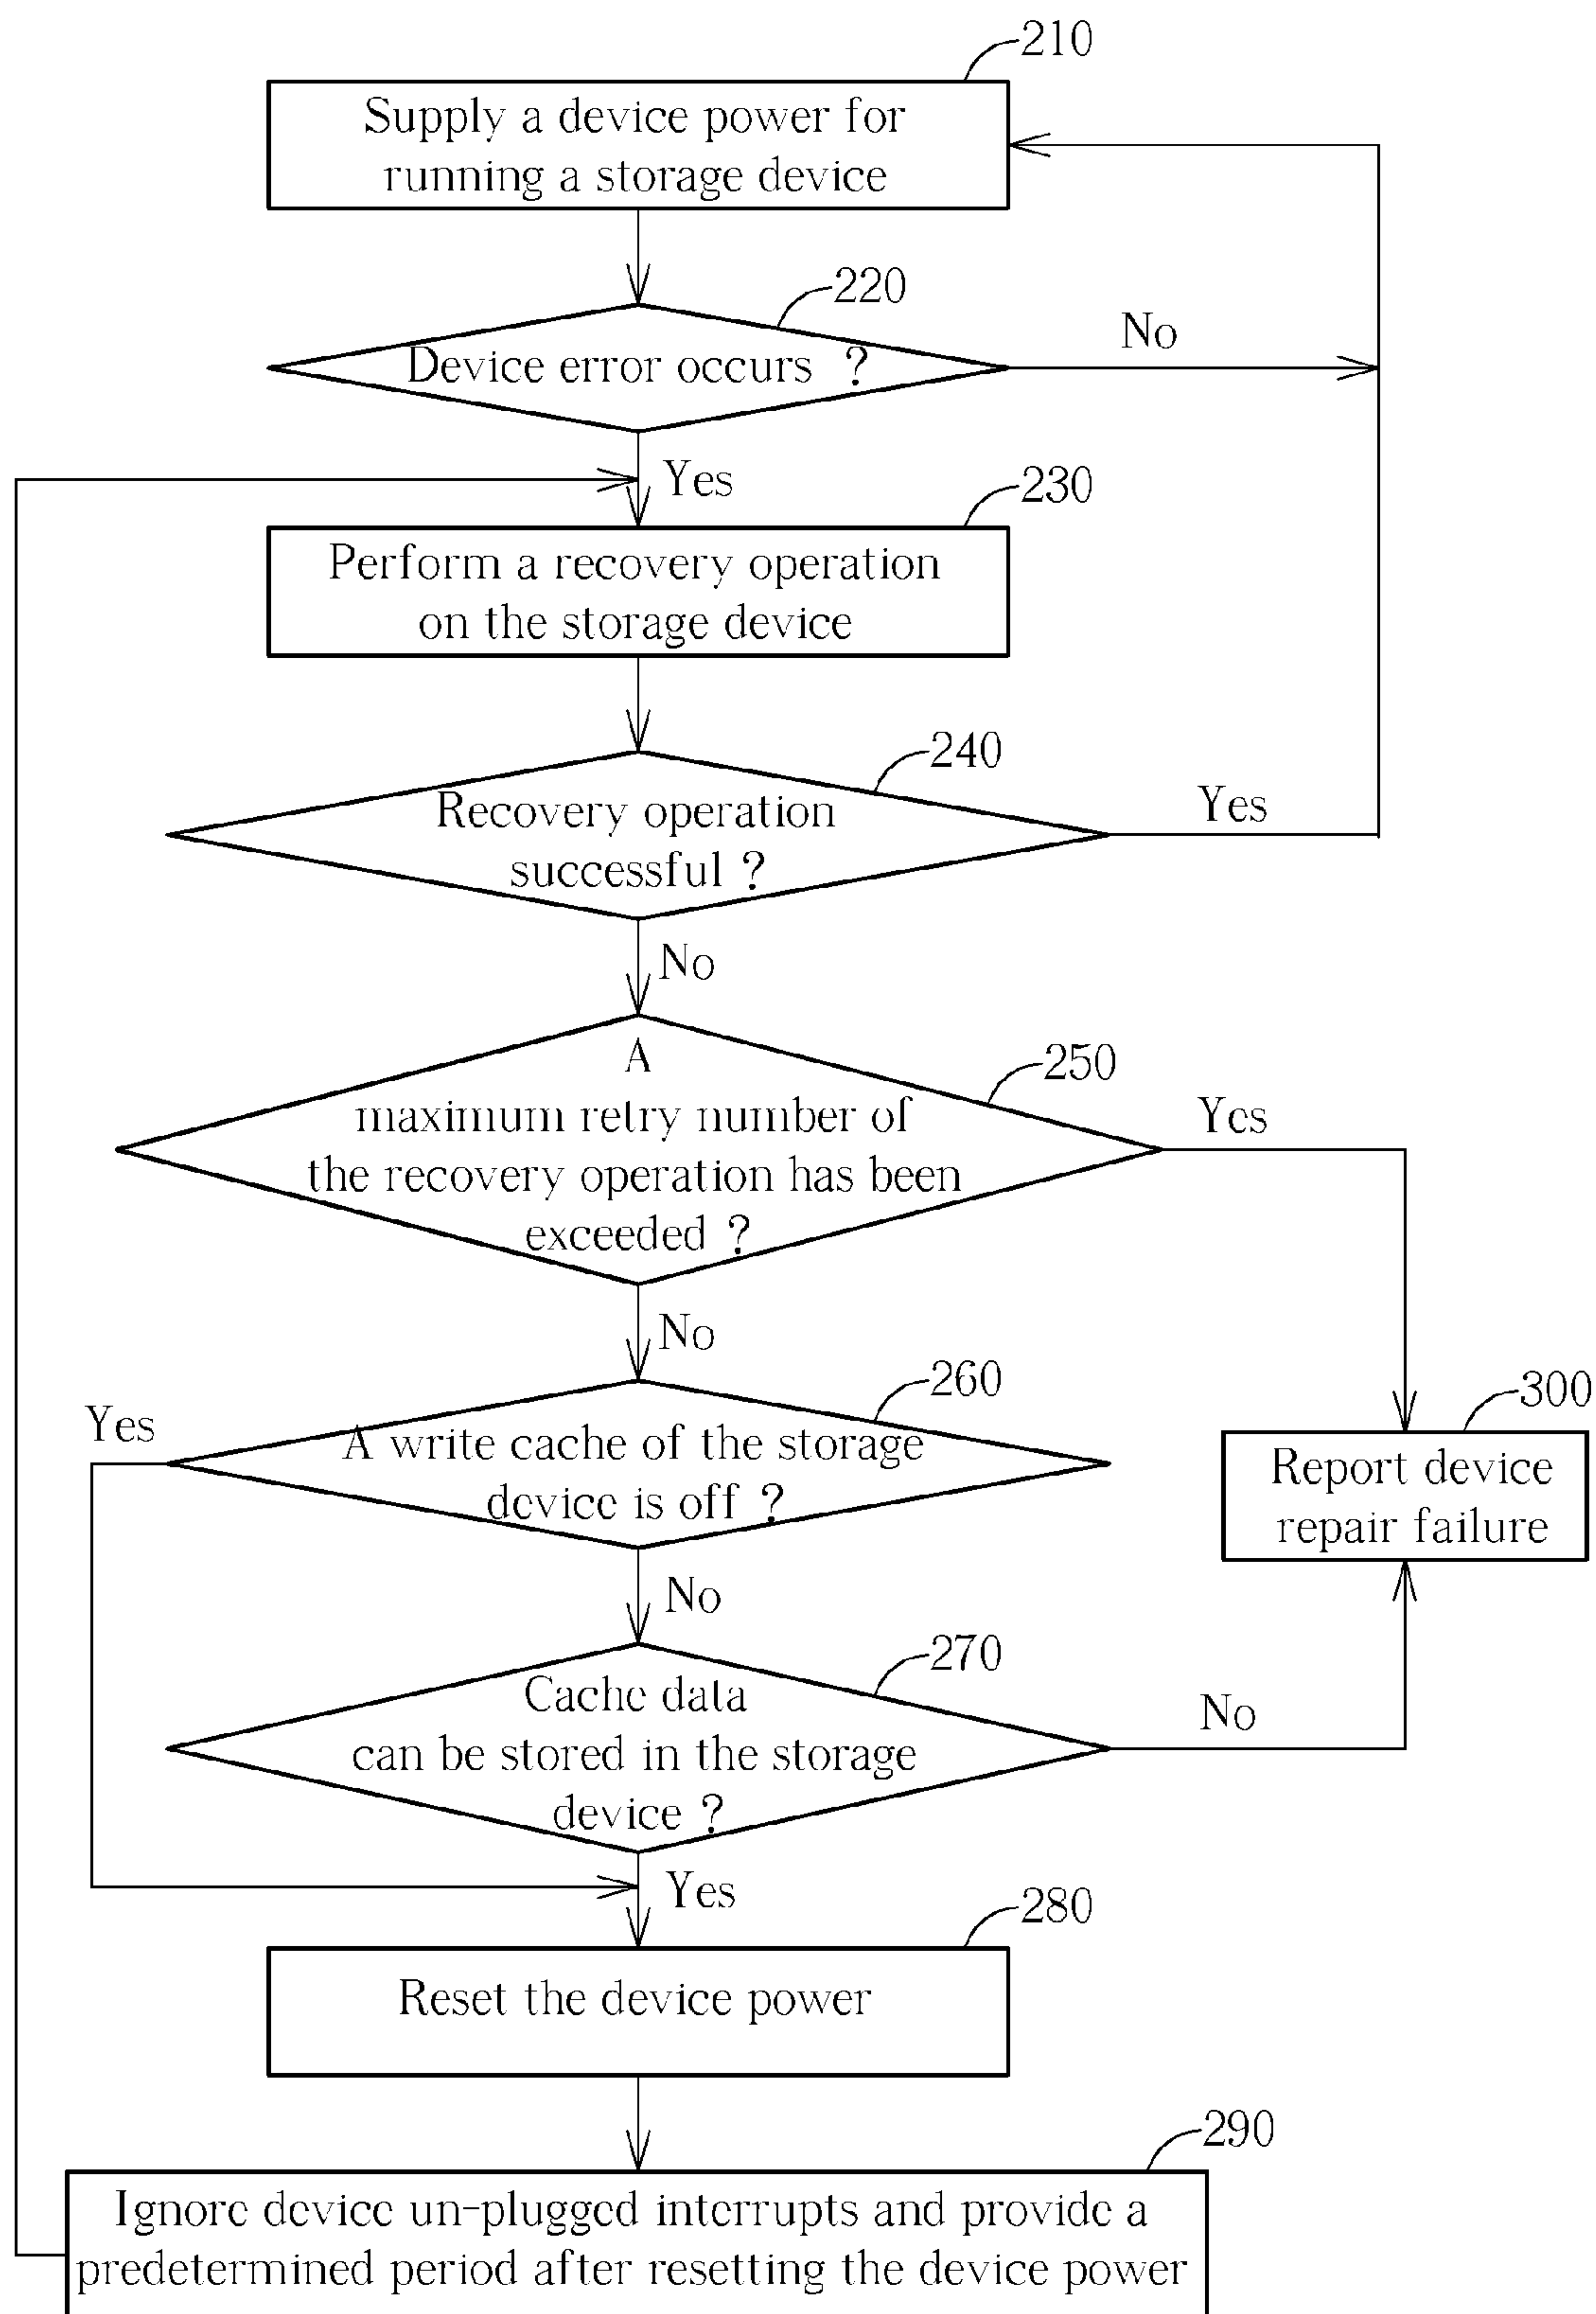 210
Supply a device power for
running a storage device
220
Device error occurs ?
No
Yes
230
Perform a recovery operation
on the storage device
240
Recovery operation
successful ?
Yes
No
A
maximum retry number of
the recovery operation has been
exceeded ?
250
Yes
No
260
A write cache of the storage
device is off ?
Yes
300
Report device
repair failure
No
270
Cache data
can be stored in the storage
device ?
No
Yes
280
Reset the device power
290
Ignore device un-plugged interrupts and provide a
predetermined period after resetting the device power